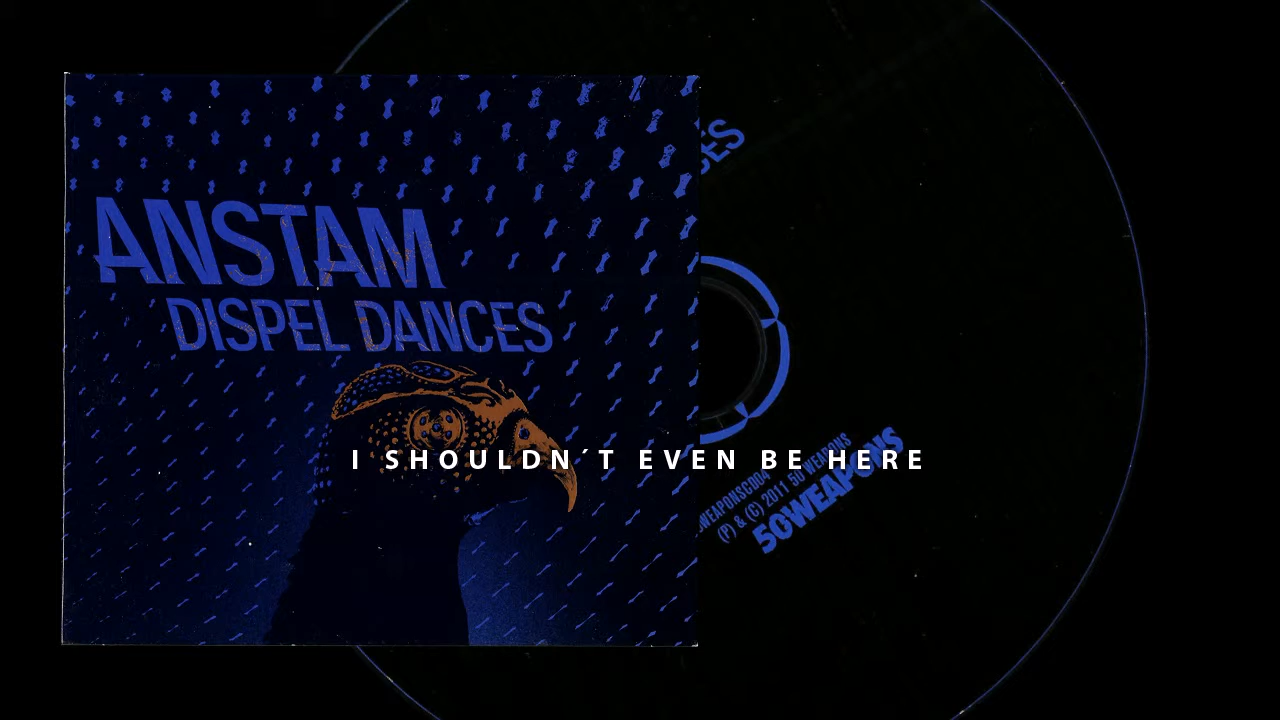 ANSTAM
DISPEL DANCES
I SHOULDN´T EVEN BE HERE
(P) & (C) 2011 50 WEAPONS
50WEAPONS